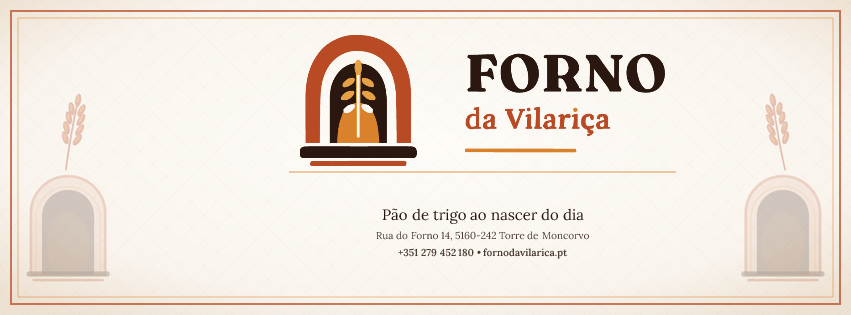 FORNO
da Vilariça
Pão de trigo ao nascer do dia
Rua do Forno 14, 5160-242 Torre de Moncorvo
+351 279 452 180 • fornodavilarica.pt